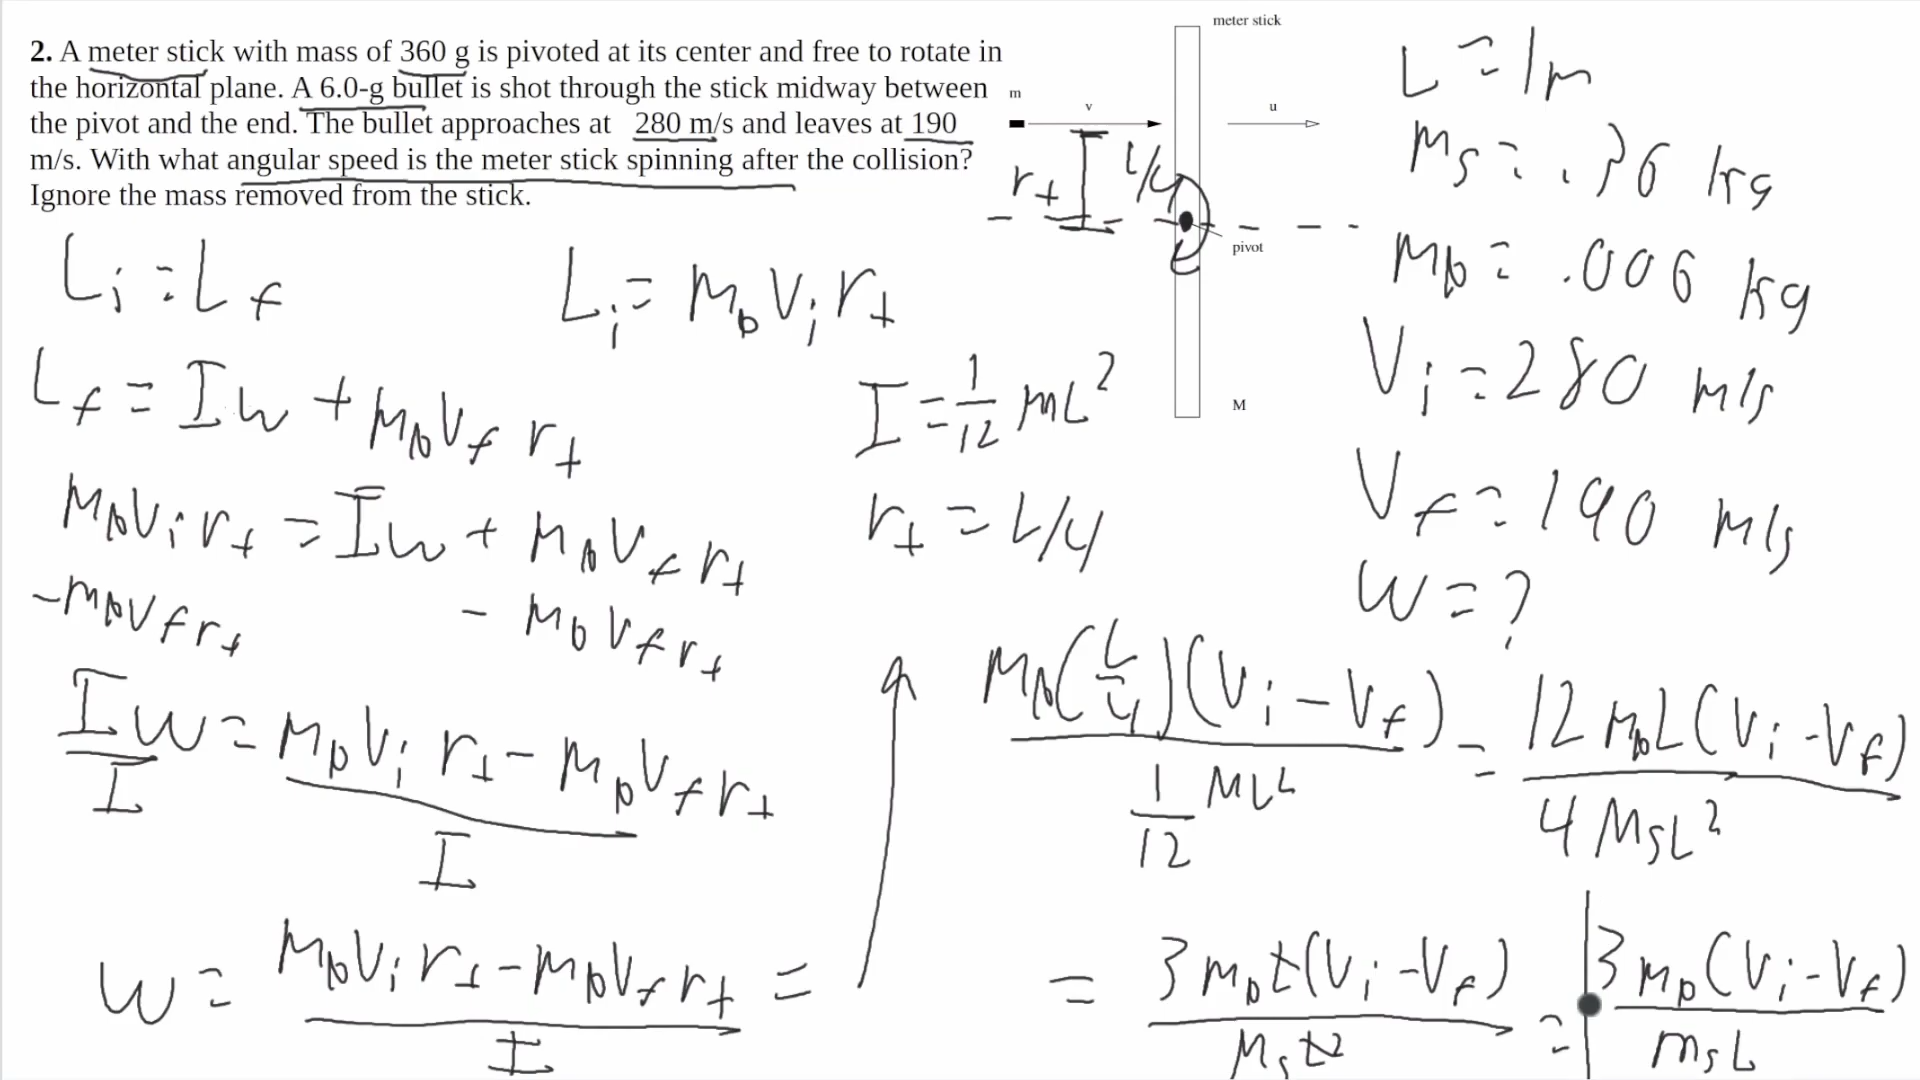 2. A meter stick with mass of 360 g is pivoted at its center and free to rotate in
the horizontal plane. A 6.0-g bullet is shot through the stick midway between
the pivot and the end. The bullet approaches at 280 m/s and leaves at 190
m/s. With what angular speed is the meter stick spinning after the collision?
Ignore the mass removed from the stick.
meter stick
m
v
u
r⊥ L/4
pivot
M
L = 1m
ms = .36 kg
mb = .006 kg
Vi = 280 m/s
Vf = 190 m/s
w = ?
Li = Lf
Li = mbVir⊥
Lf = Iw + mbVfr⊥
I = 1/12 mL²
mbVir⊥ = Iw + mbVfr⊥
r⊥ = L/4
-mbVfr⊥ - mbVfr⊥
Iw/I = (mbVir⊥ - mbVfr⊥)/I
w = (mbVir⊥ - mbVfr⊥)/I =
mb(L/4)(Vi - Vf) / (1/12 ML²) = 12mbL(Vi - Vf) / 4MsL²
= 3mbL(Vi - Vf) / MsL² = 3mb(Vi - Vf) / msL